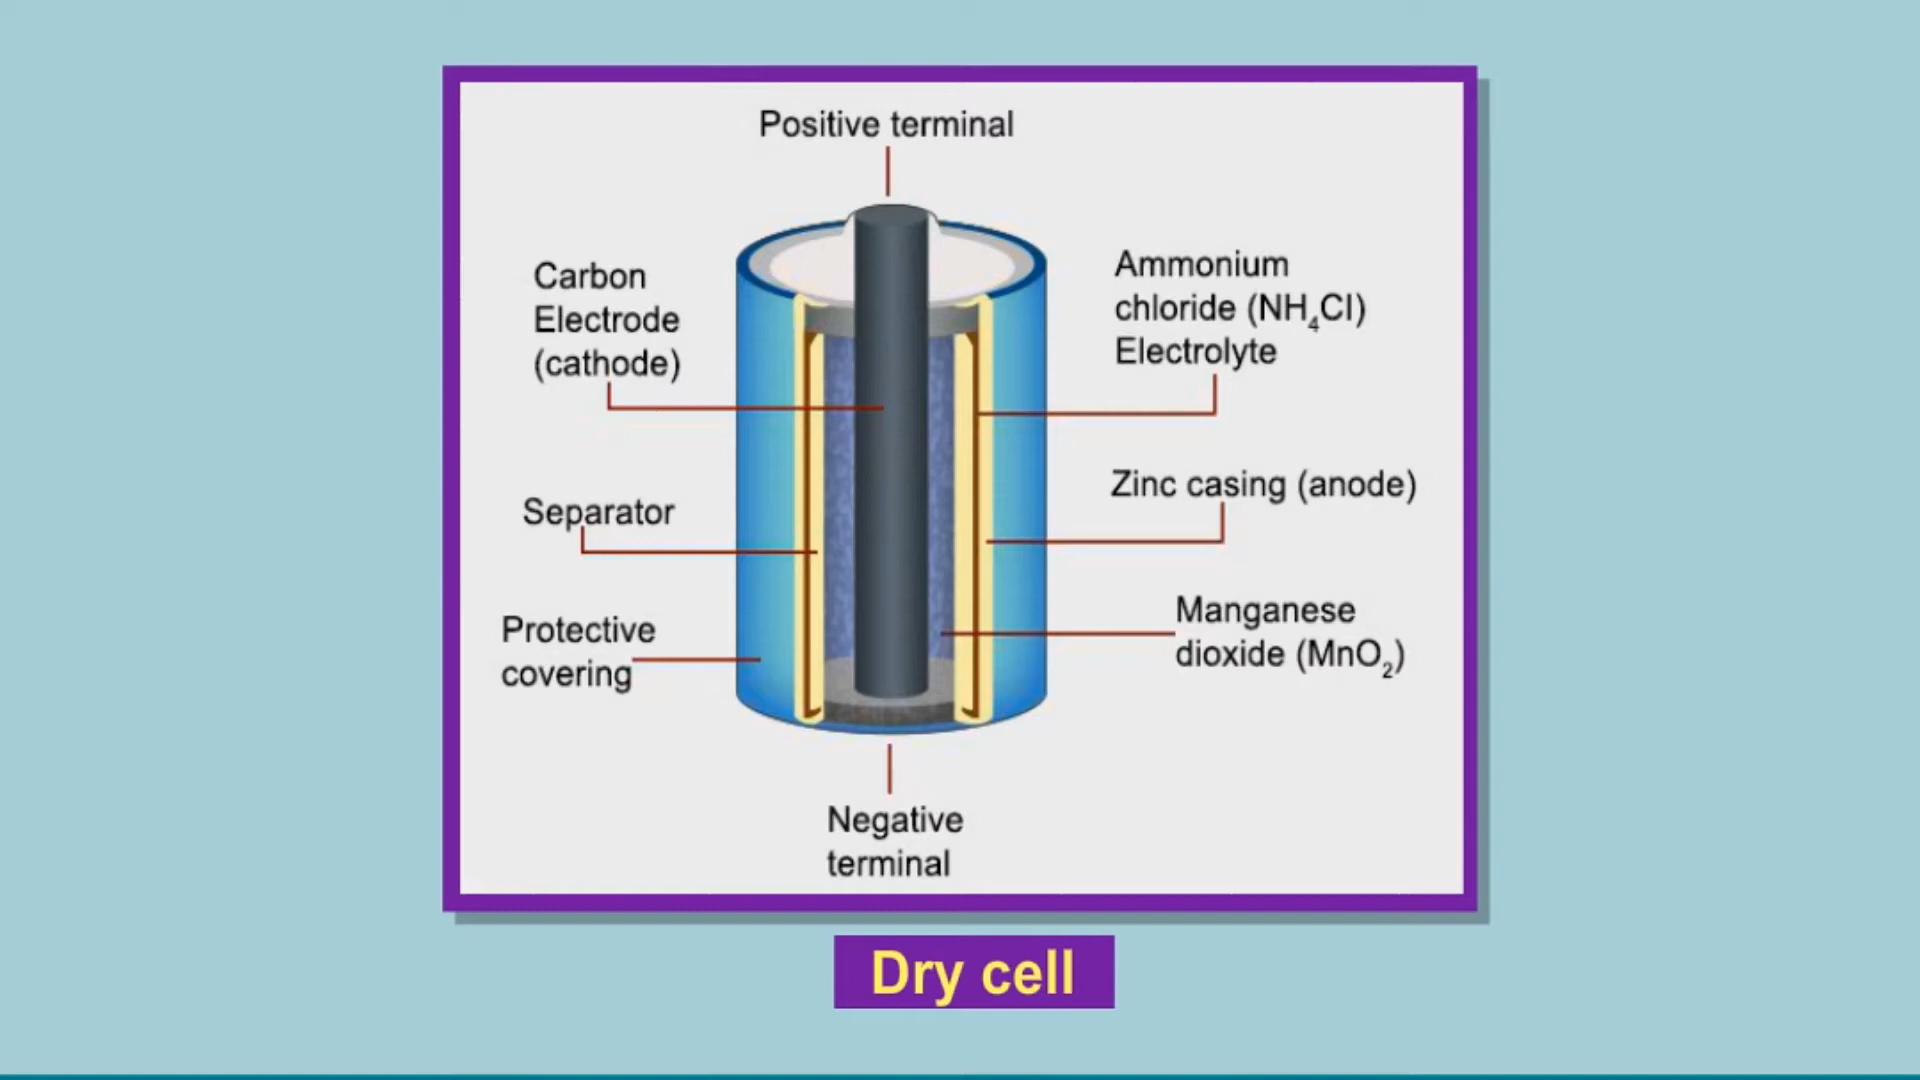 Positive terminal
Carbon
Electrode
(cathode)
Ammonium
chloride (NH₄Cl)
Electrolyte
Separator
Zinc casing (anode)
Protective
covering
Manganese
dioxide (MnO₂)
Negative
terminal
Dry cell